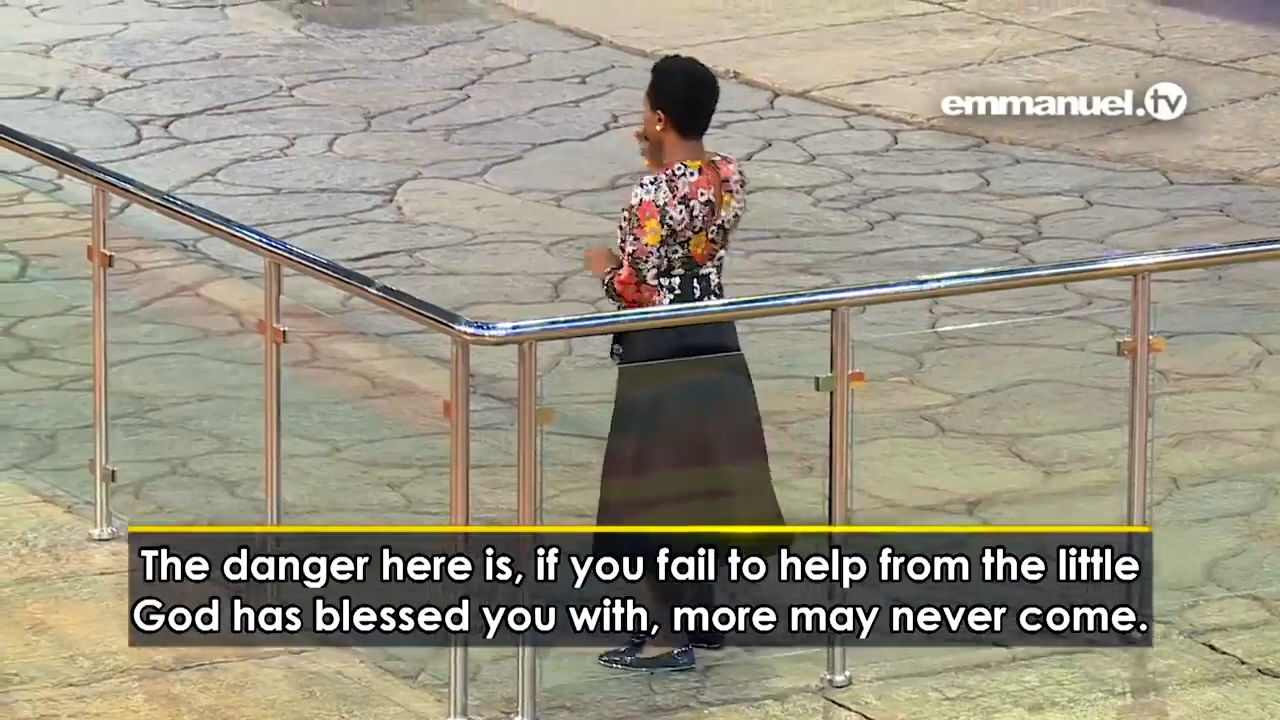 emmanuel.tv
The danger here is, if you fail to help from the little
God has blessed you with, more may never come.